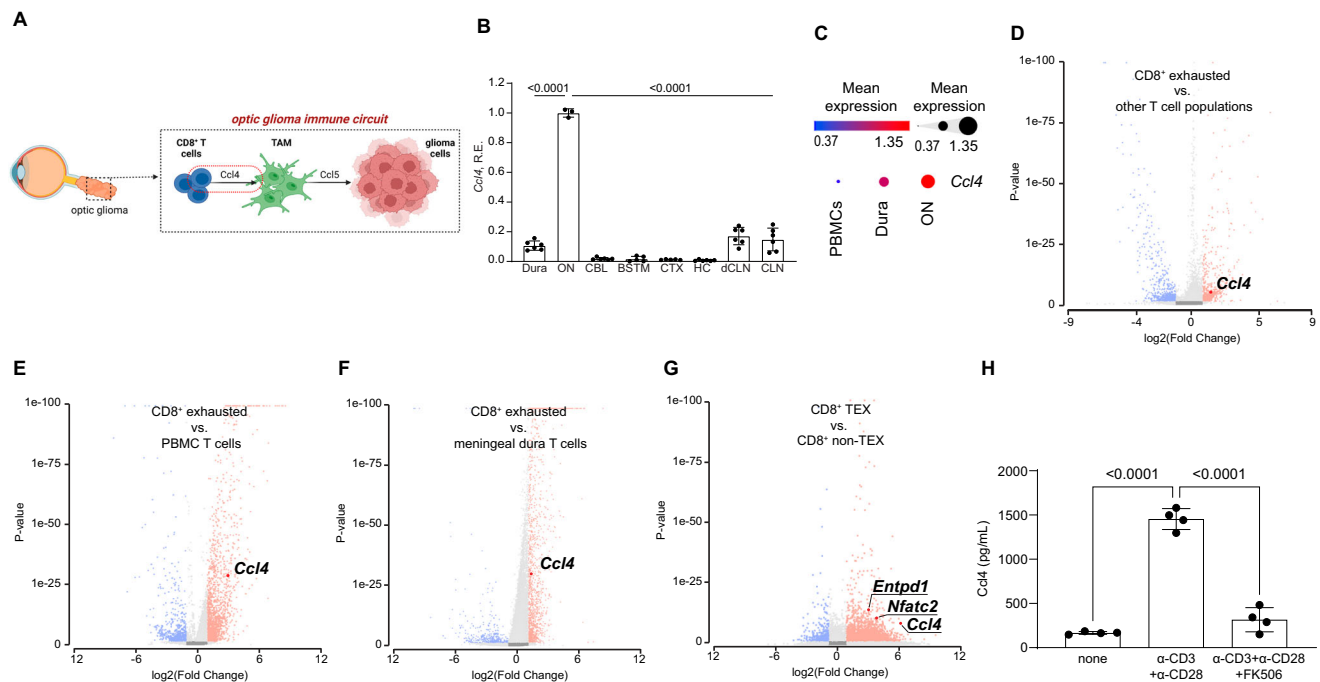 A
optic glioma immune circuit
CD8⁺ T
cells
TAM
glioma
cells
Ccl4
Ccl5
optic glioma
B
<0.0001
<0.0001
Ccl4, R.E.
1.2
1.0
0.8
0.6
0.4
0.2
0.0
Dura ON CBL BSTM CTX HC dCLN CLN
C
Mean
expression
Mean
expression
0.37 1.35
0.37 1.35
Ccl4
PBMCs
Dura
ON
D
CD8⁺ exhausted
vs.
other T cell populations
P-value
1e-100
1e-75
1e-50
1e-25
0
Ccl4
-9 -4 0 5 9
log2(Fold Change)
E
CD8⁺ exhausted
vs.
PBMC T cells
P-value
1e-100
1e-75
1e-50
1e-25
0
Ccl4
12 -6 0 6 12
log2(Fold Change)
F
CD8⁺ exhausted
vs.
meningeal dura T cells
P-value
1e-100
1e-75
1e-50
1e-25
0
Ccl4
12 -6 0 6 12
log2(Fold Change)
G
CD8⁺ TEX
vs.
CD8⁺ non-TEX
P-value
1e-100
1e-75
1e-50
1e-25
0
Entpd1
Nfatc2
Ccl4
12 -6 0 6 12
log2(Fold Change)
H
<0.0001 <0.0001
Ccl4 (pg/mL)
2000
1500
1000
500
0
none
α-CD3
+α-CD28
α-CD3+α-CD28
+FK506